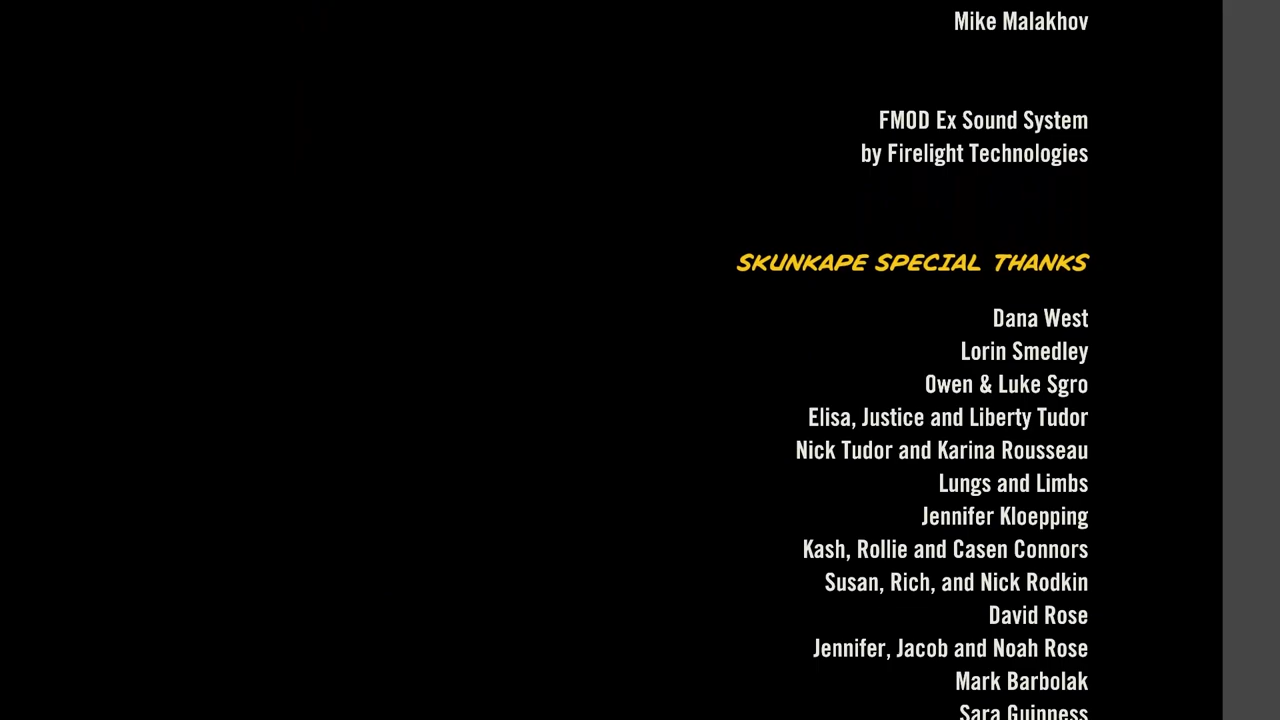 Mike Malakhov
FMOD Ex Sound System
by Firelight Technologies
SKUNKAPE SPECIAL THANKS
Dana West
Lorin Smedley
Owen & Luke Sgro
Elisa, Justice and Liberty Tudor
Nick Tudor and Karina Rousseau
Lungs and Limbs
Jennifer Kloepping
Kash, Rollie and Casen Connors
Susan, Rich, and Nick Rodkin
David Rose
Jennifer, Jacob and Noah Rose
Mark Barbolak
Sara Guinness